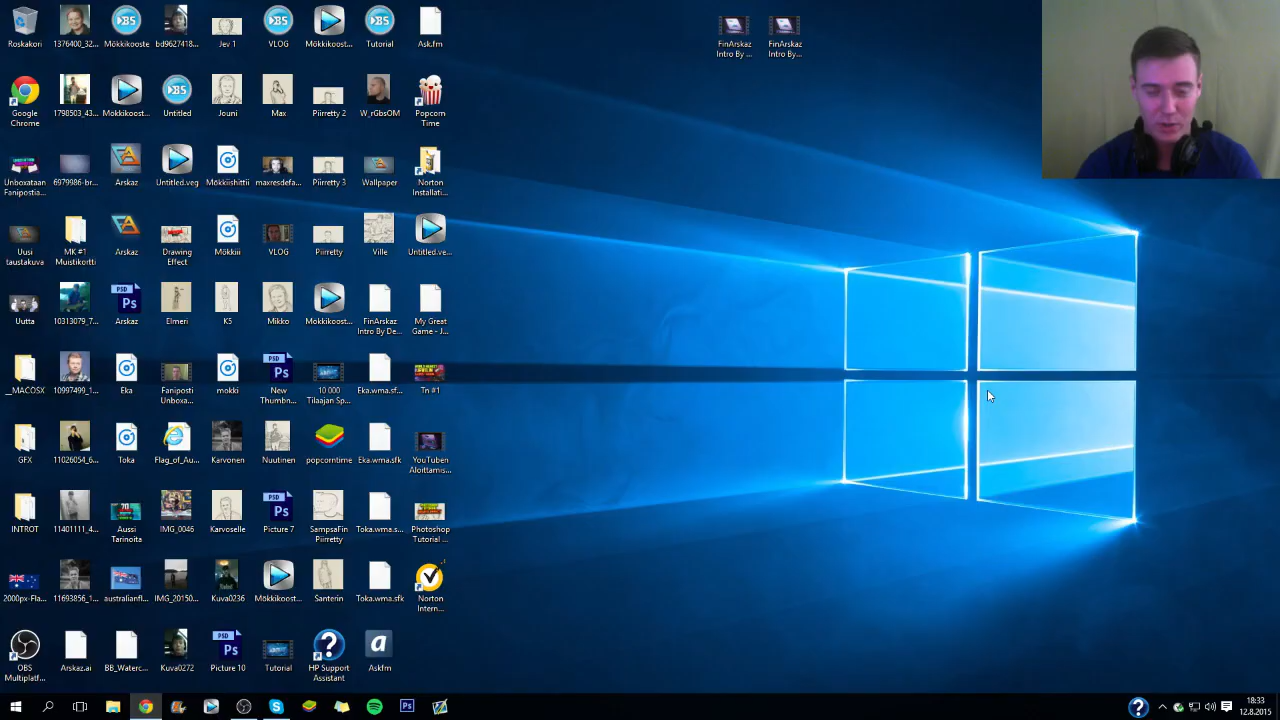 Roskakori
1376400_32...
Mökkikooste
bd9627418...
Jev 1
VLOG
Mökkikoost...
Tutorial
Ask.fm
FinArskaz
Intro By ...
FinArskaz
Intro By...
Google
Chrome
1798503_43...
Mökkikoost...
Untitled
Jouni
Max
Piirretty 2
W_rGbsOM
Popcorn
Time
Unboxataan
Fanipostia...
6979986-br...
Arskaz
Untitled.veg
Mökkiishittii
maxresdefa...
Piirretty 3
Wallpaper
Norton
Installati...
Uusi
taustakuva
MK #1
Muistikortti
Arskaz
Drawing
Effect
Mökkiii
VLOG
Piirretty
Ville
Untitled.ve...
Uutta
10313079_7...
Arskaz
Elmeri
K5
Mikko
Mökkikoost...
FinArskaz
Intro By De...
My Great
Game - J...
__MACOSX
10997499_1...
Eka
Faniposti
Unboxa...
mokki
New
Thumbn...
10 000
Tilaajan Sp...
Eka.wma.sf...
Tn #1
GFX
11026054_6...
Toka
Flag_of_Au...
Karvonen
Nuutinen
popcorntime
Eka.wma.sfk
YouTuben
Aloittamis...
INTROT
11401111_4...
Aussi
Tarinoita
IMG_0046
Karvoselle
Picture 7
SampsaFin
Piirretty
Toka.wma.s...
Photoshop
Tutorial ...
2000px-Fla...
11693856_1...
australianfl...
IMG_20150...
Kuva0236
Mökkikoost...
Santerin
Toka.wma.sfk
Norton
Intern...
OBS
Multiplatf...
Arskaz.ai
BB_Waterc...
Kuva0272
Picture 10
Tutorial
HP Support
Assistant
Askfm
18:33
12.8.2015